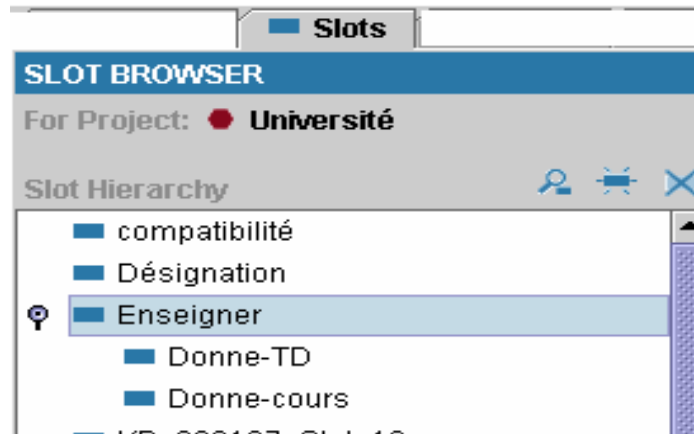 Slots
SLOT BROWSER
For Project: Université
Slot Hierarchy
compatibilité
Désignation
Enseigner
Donne-TD
Donne-cours